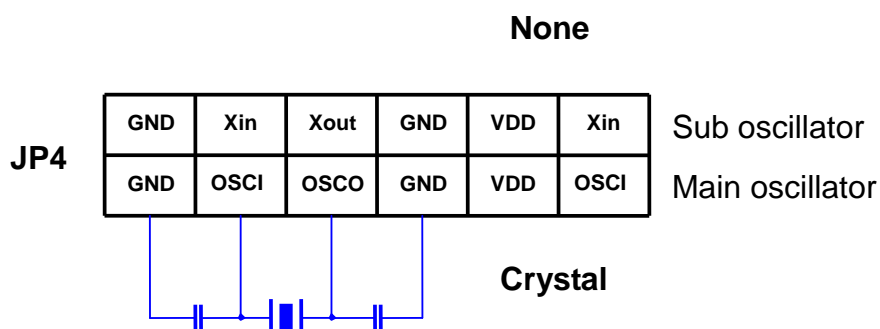 None
JP4
GND Xin Xout GND VDD Xin Sub oscillator
GND OSCI OSCO GND VDD OSCI Main oscillator
Crystal